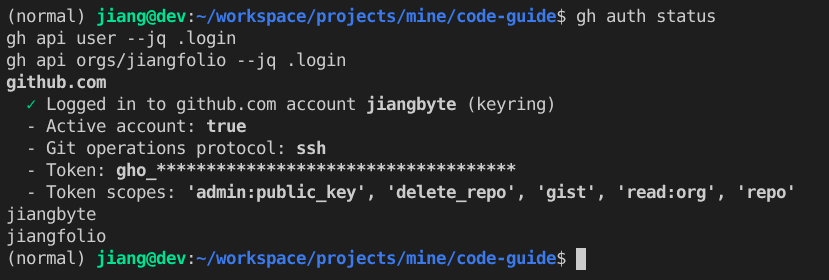 (normal) jiang@dev:~/workspace/projects/mine/code-guide$ gh auth status
gh api user --jq .login
gh api orgs/jiangfolio --jq .login
github.com
✓ Logged in to github.com account jiangbyte (keyring)
- Active account: true
- Git operations protocol: ssh
- Token: gho_************************************
- Token scopes: 'admin:public_key', 'delete_repo', 'gist', 'read:org', 'repo'
jiangbyte
jiangfolio
(normal) jiang@dev:~/workspace/projects/mine/code-guide$